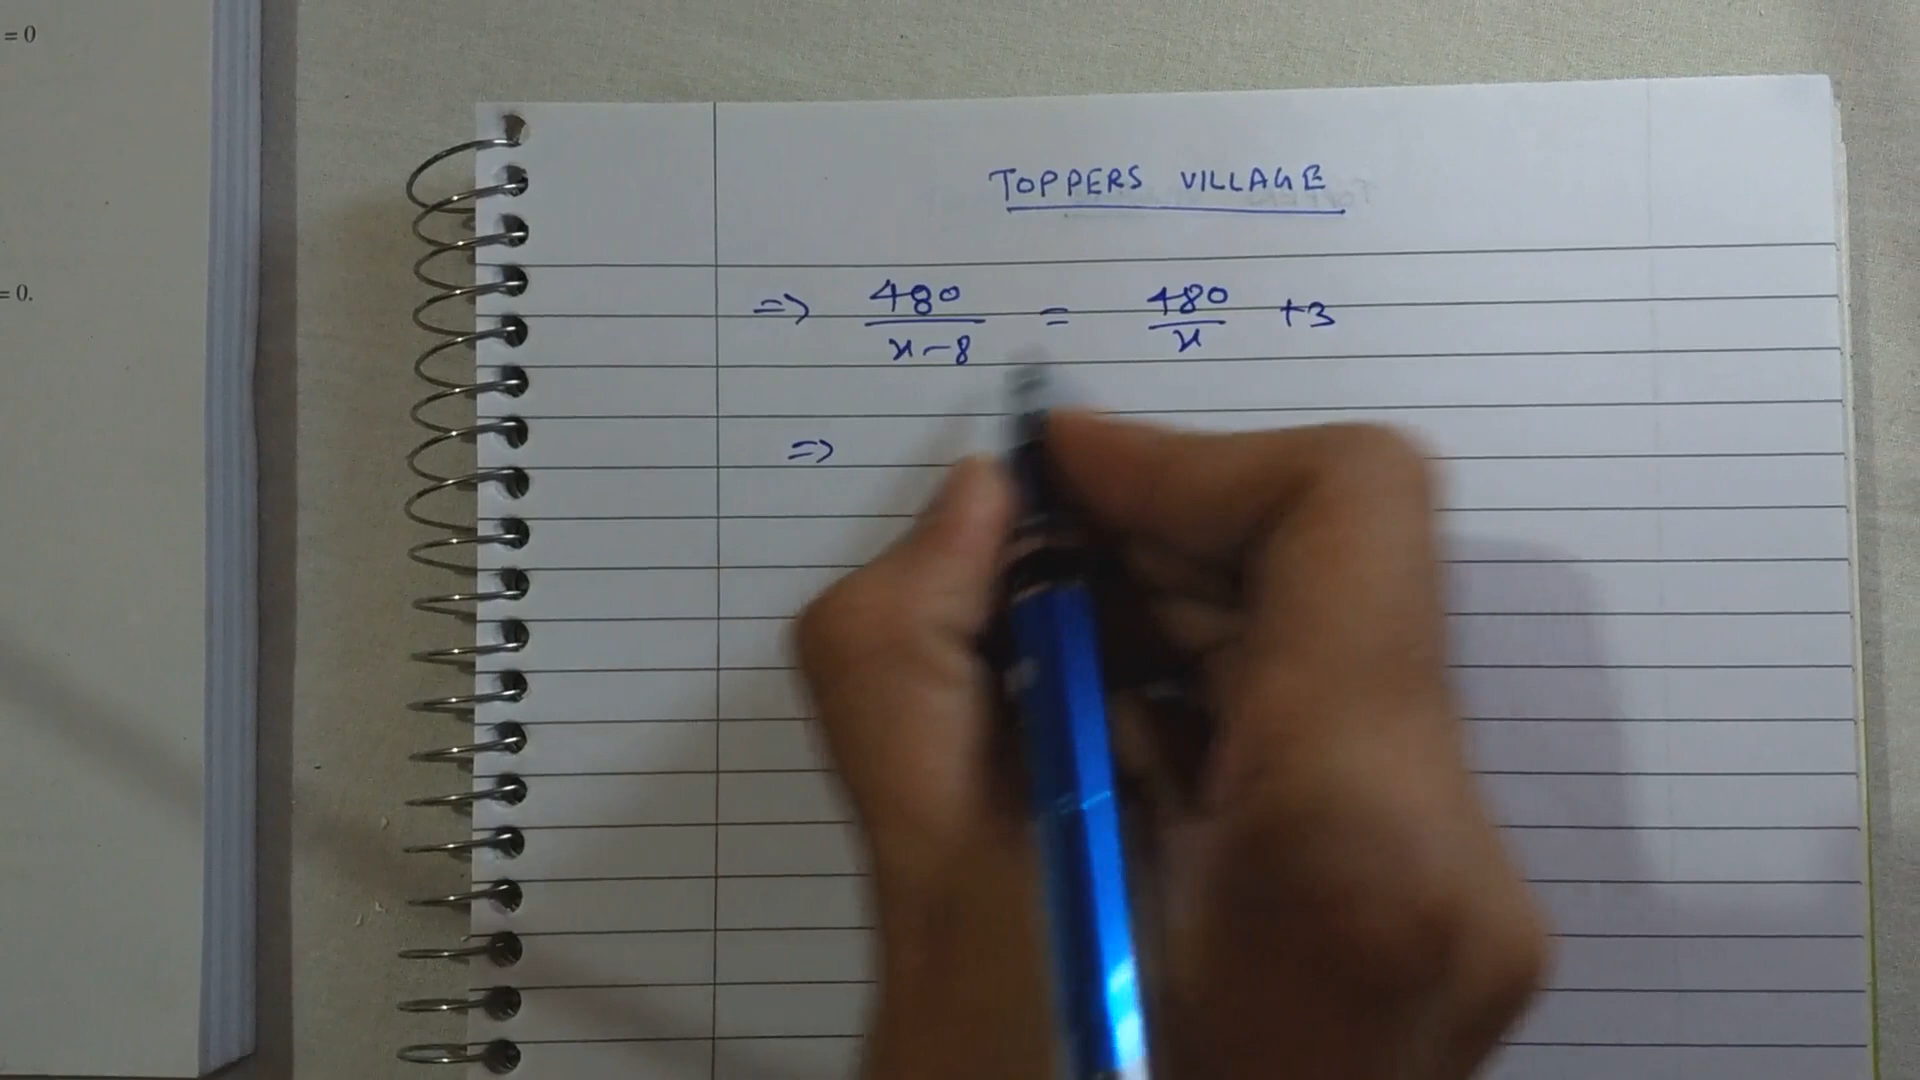 = 0
= 0.
TOPPERS VILLAGE
=> 480/(x-8) = 480/x +3
=>